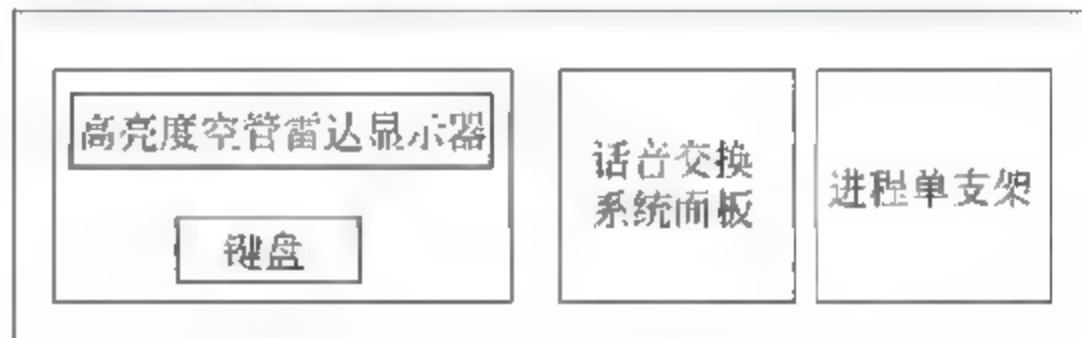 高亮度空管雷达显示器
键盘
话音交换
系统面板
进程单支架